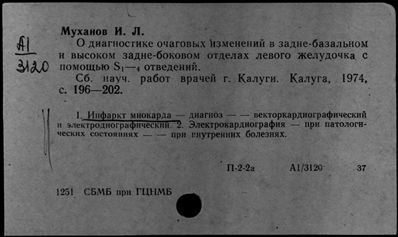 Муханов И. Л.
А1
3120
О диагностике очаговых изменений в задне-базальном
и высоком задне-боковом отделах левого желудочка с
помощью S₁—₄ отведений.
Сб. науч. работ врачей г. Калуги. Калуга, 1974,
с. 196—202.
1. Инфаркт миокарда — диагноз — — векторкардиографический
и электродиографический. 2. Электрокардиография — при патологи-
ческих состояниях — — при внутренних болезнях.
П-2-2а А1/3120 37
1251 СБМБ при ГЦНМБ